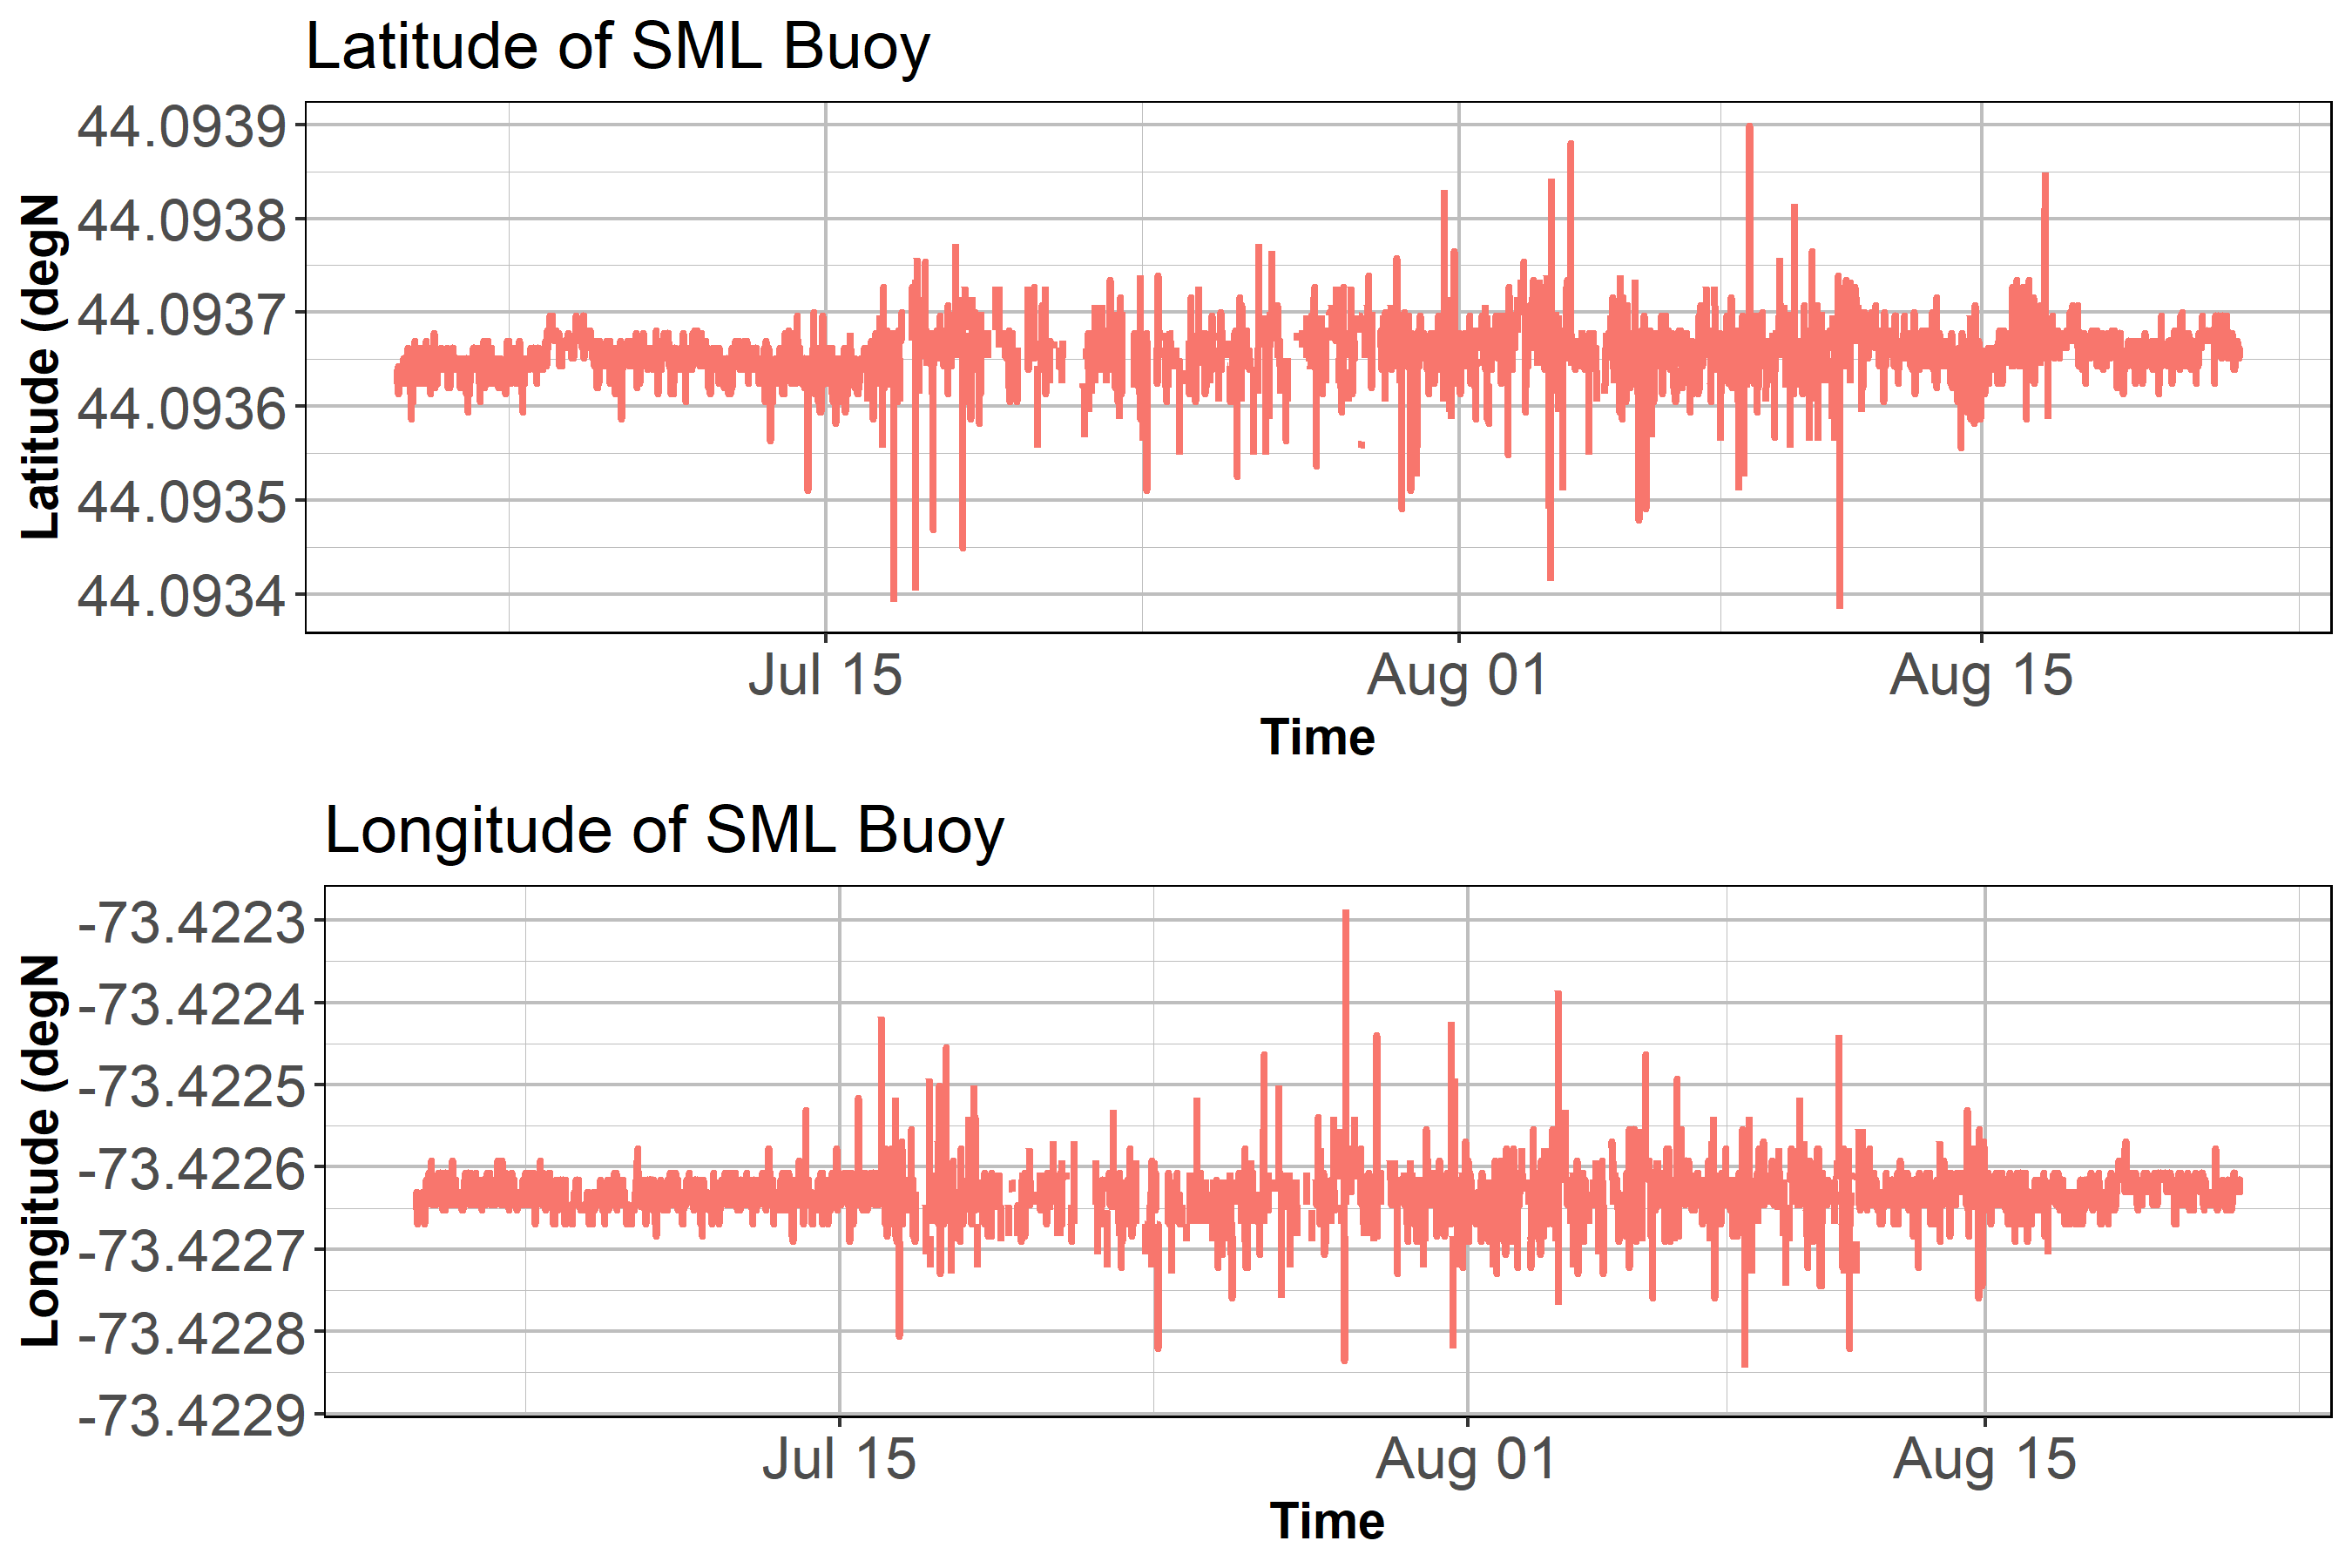 Latitude of SML Buoy
44.0939
44.0938
44.0937
44.0936
44.0935
44.0934
Latitude (degN
Jul 15 Aug 01 Aug 15
Time
Longitude of SML Buoy
-73.4223
-73.4224
-73.4225
-73.4226
-73.4227
-73.4228
-73.4229
Longitude (degN
Jul 15 Aug 01 Aug 15
Time